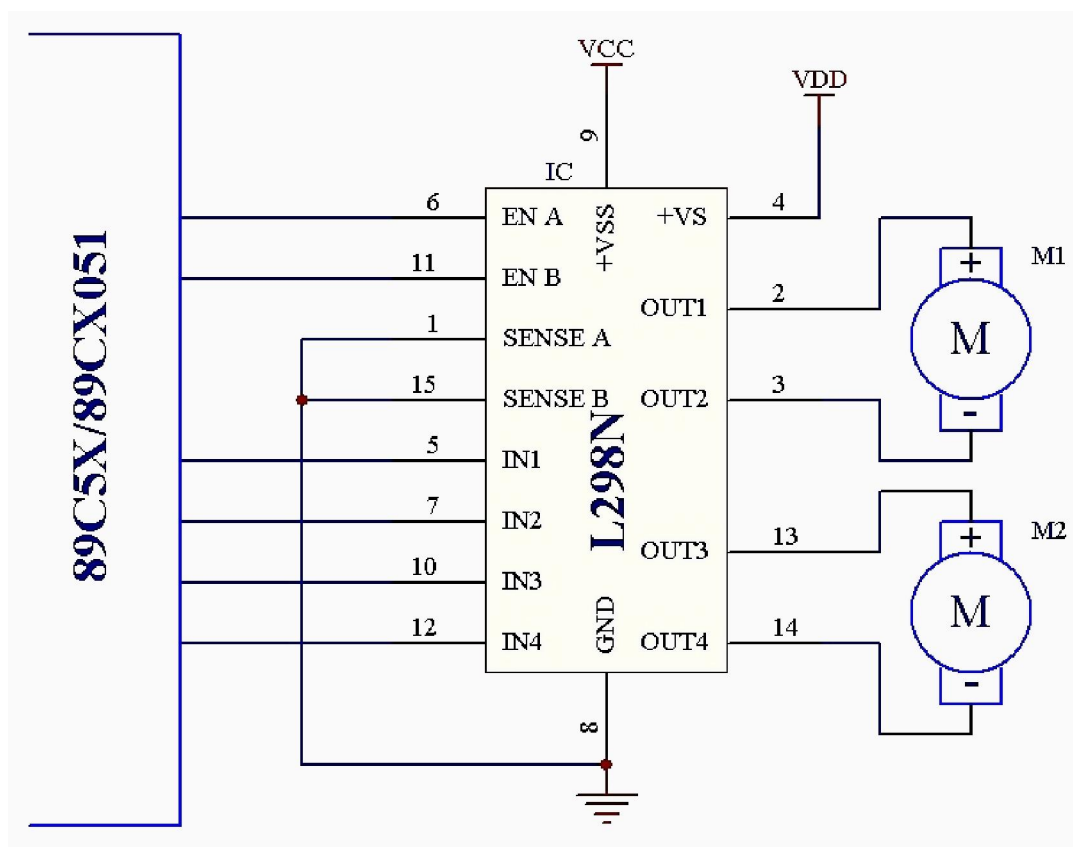 VCC
VDD
9
IC
6
EN A
+VSS
+VS
4
11
EN B
M1
+
2
OUT1
1
SENSE A
M
15
SENSE B
OUT2
3
-
89C5X/89CX051
5
IN1
L298N
7
IN2
13
OUT3
+
M2
10
IN3
12
IN4
GND
OUT4
14
M
-
8